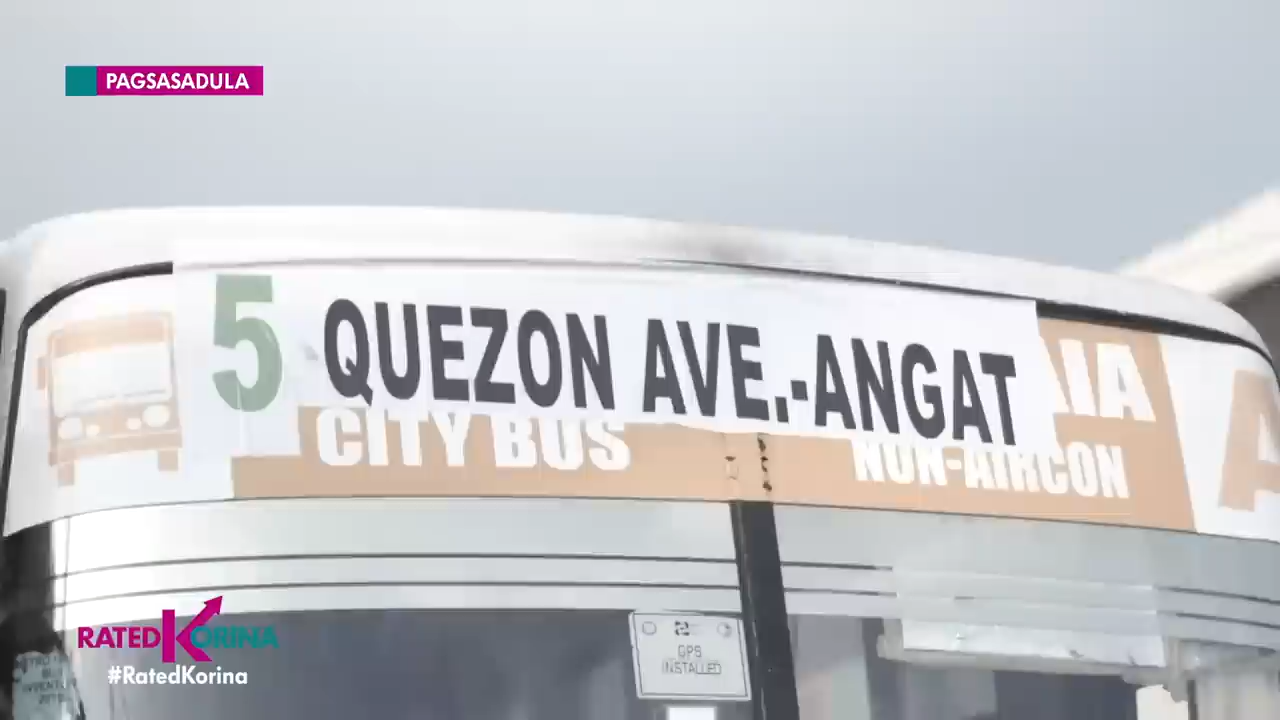 PAGSASADULA
5 QUEZON AVE.-ANGAT
CITY BUS
NON-AIRCON
GPS
INSTALLED
RATED KORINA
#RatedKorina